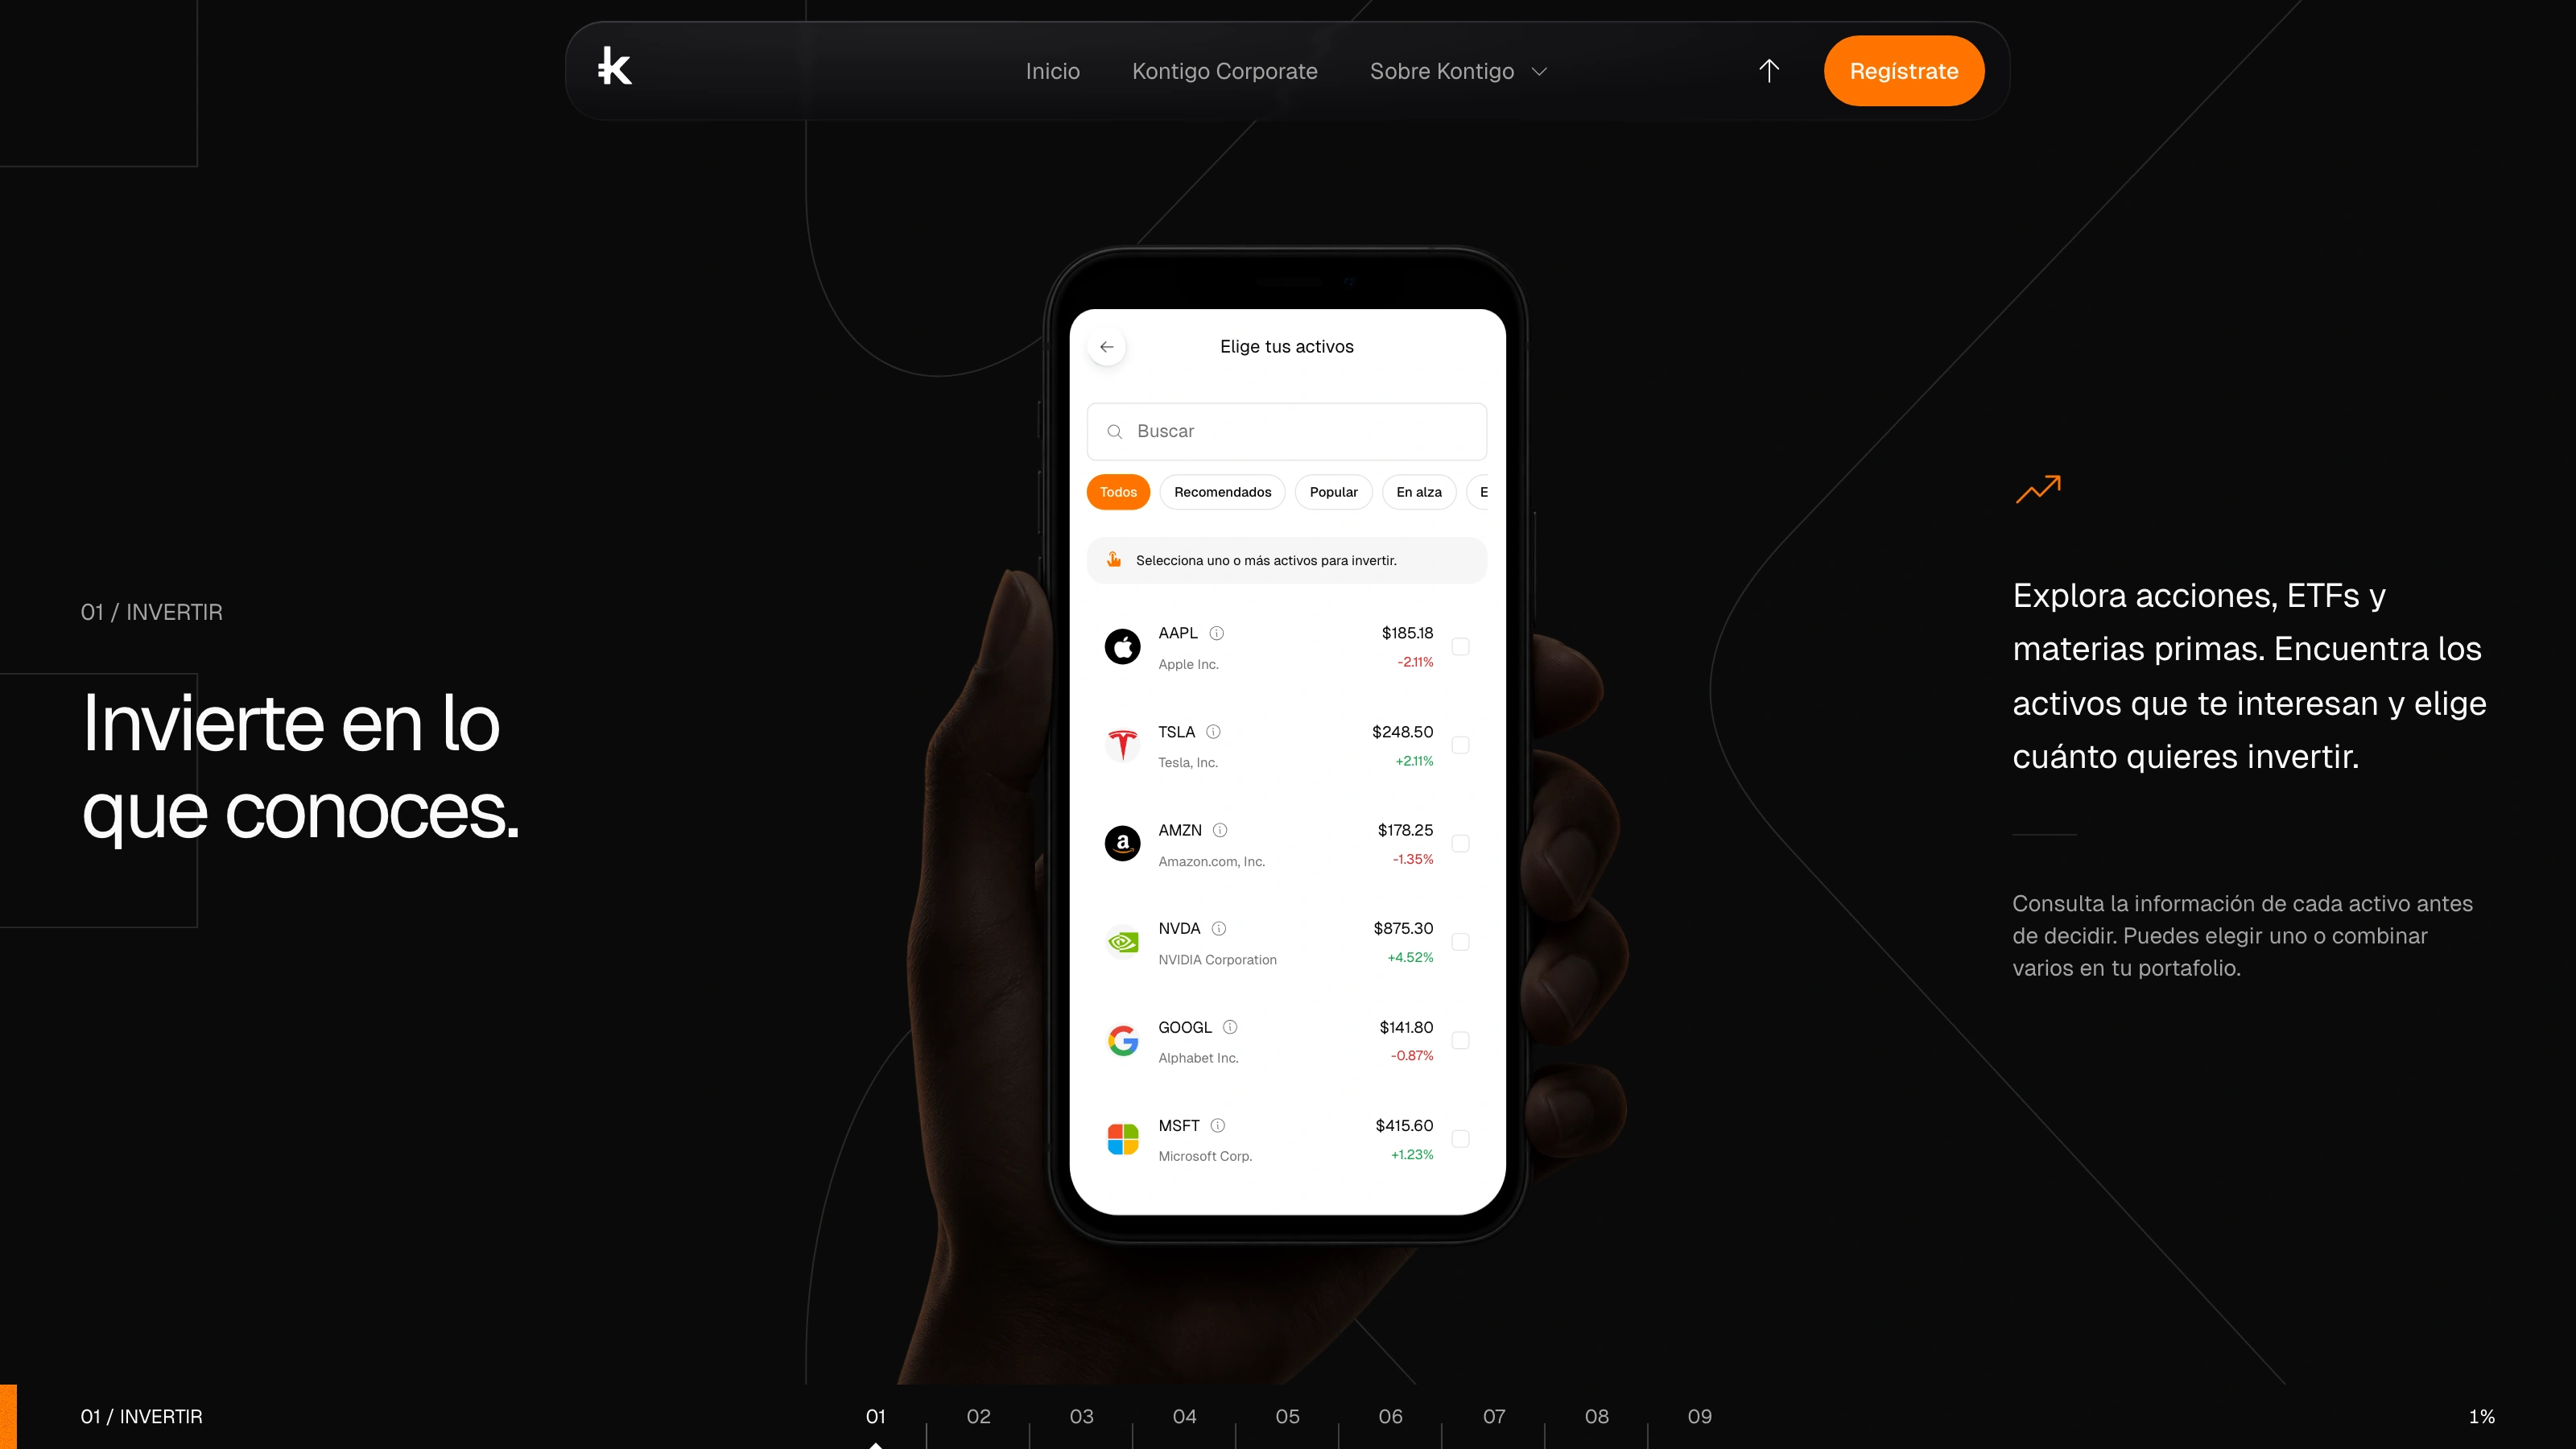 Inicio
Kontigo Corporate
Sobre Kontigo
Regístrate
01 / INVERTIR
Invierte en lo
que conoces.
Elige tus activos
Buscar
Todos
Recomendados
Popular
En alza
E
Selecciona uno o más activos para invertir.
AAPL
$185.18
Apple Inc.
-2.11%
TSLA
$248.50
Tesla, Inc.
+2.11%
AMZN
$178.25
Amazon.com, Inc.
-1.35%
NVDA
$875.30
NVIDIA Corporation
+4.52%
GOOGL
$141.80
Alphabet Inc.
-0.87%
MSFT
$415.60
Microsoft Corp.
+1.23%
Explora acciones, ETFs y
materias primas. Encuentra los
activos que te interesan y elige
cuánto quieres invertir.
Consulta la información de cada activo antes
de decidir. Puedes elegir uno o combinar
varios en tu portafolio.
01 / INVERTIR
01
02
03
04
05
06
07
08
09
1%